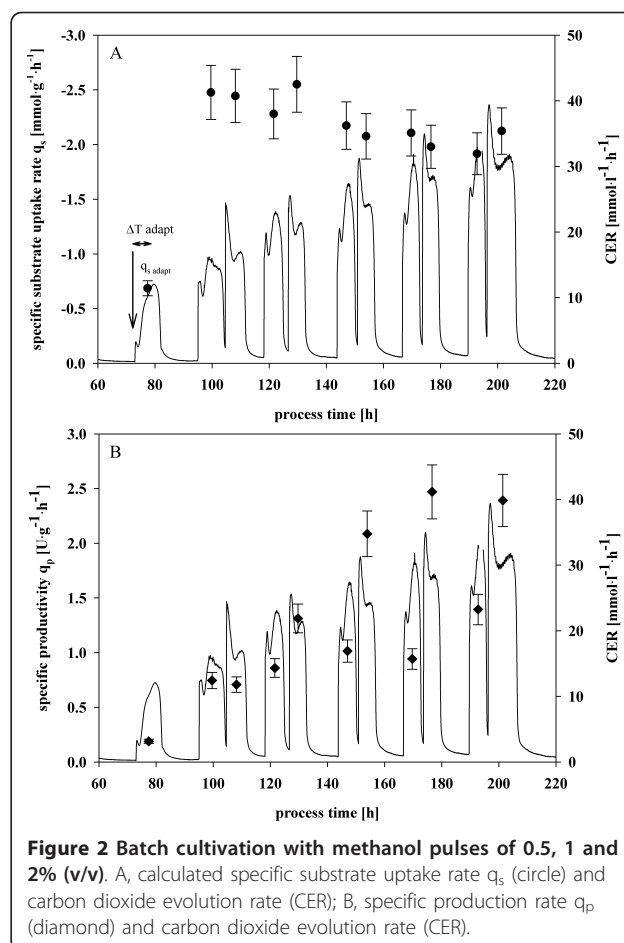 A
specific substrate uptake rate qs [mmol·g-1·h-1]
-3.0
-2.5
-2.0
-1.5
-1.0
-0.5
0.0
ΔT adapt
qs adapt
50
40
30
20
10
0
CER [mmol·l-1·h-1]
60 80 100 120 140 160 180 200 220
process time [h]
B
specific productivity qp [U·g-1·h-1]
3.0
2.5
2.0
1.5
1.0
0.5
0.0
50
40
30
20
10
0
CER [mmol·l-1·h-1]
60 80 100 120 140 160 180 200 220
process time [h]
Figure 2 Batch cultivation with methanol pulses of 0.5, 1 and
2% (v/v). A, calculated specific substrate uptake rate qs (circle) and
carbon dioxide evolution rate (CER); B, specific production rate qp
(diamond) and carbon dioxide evolution rate (CER).